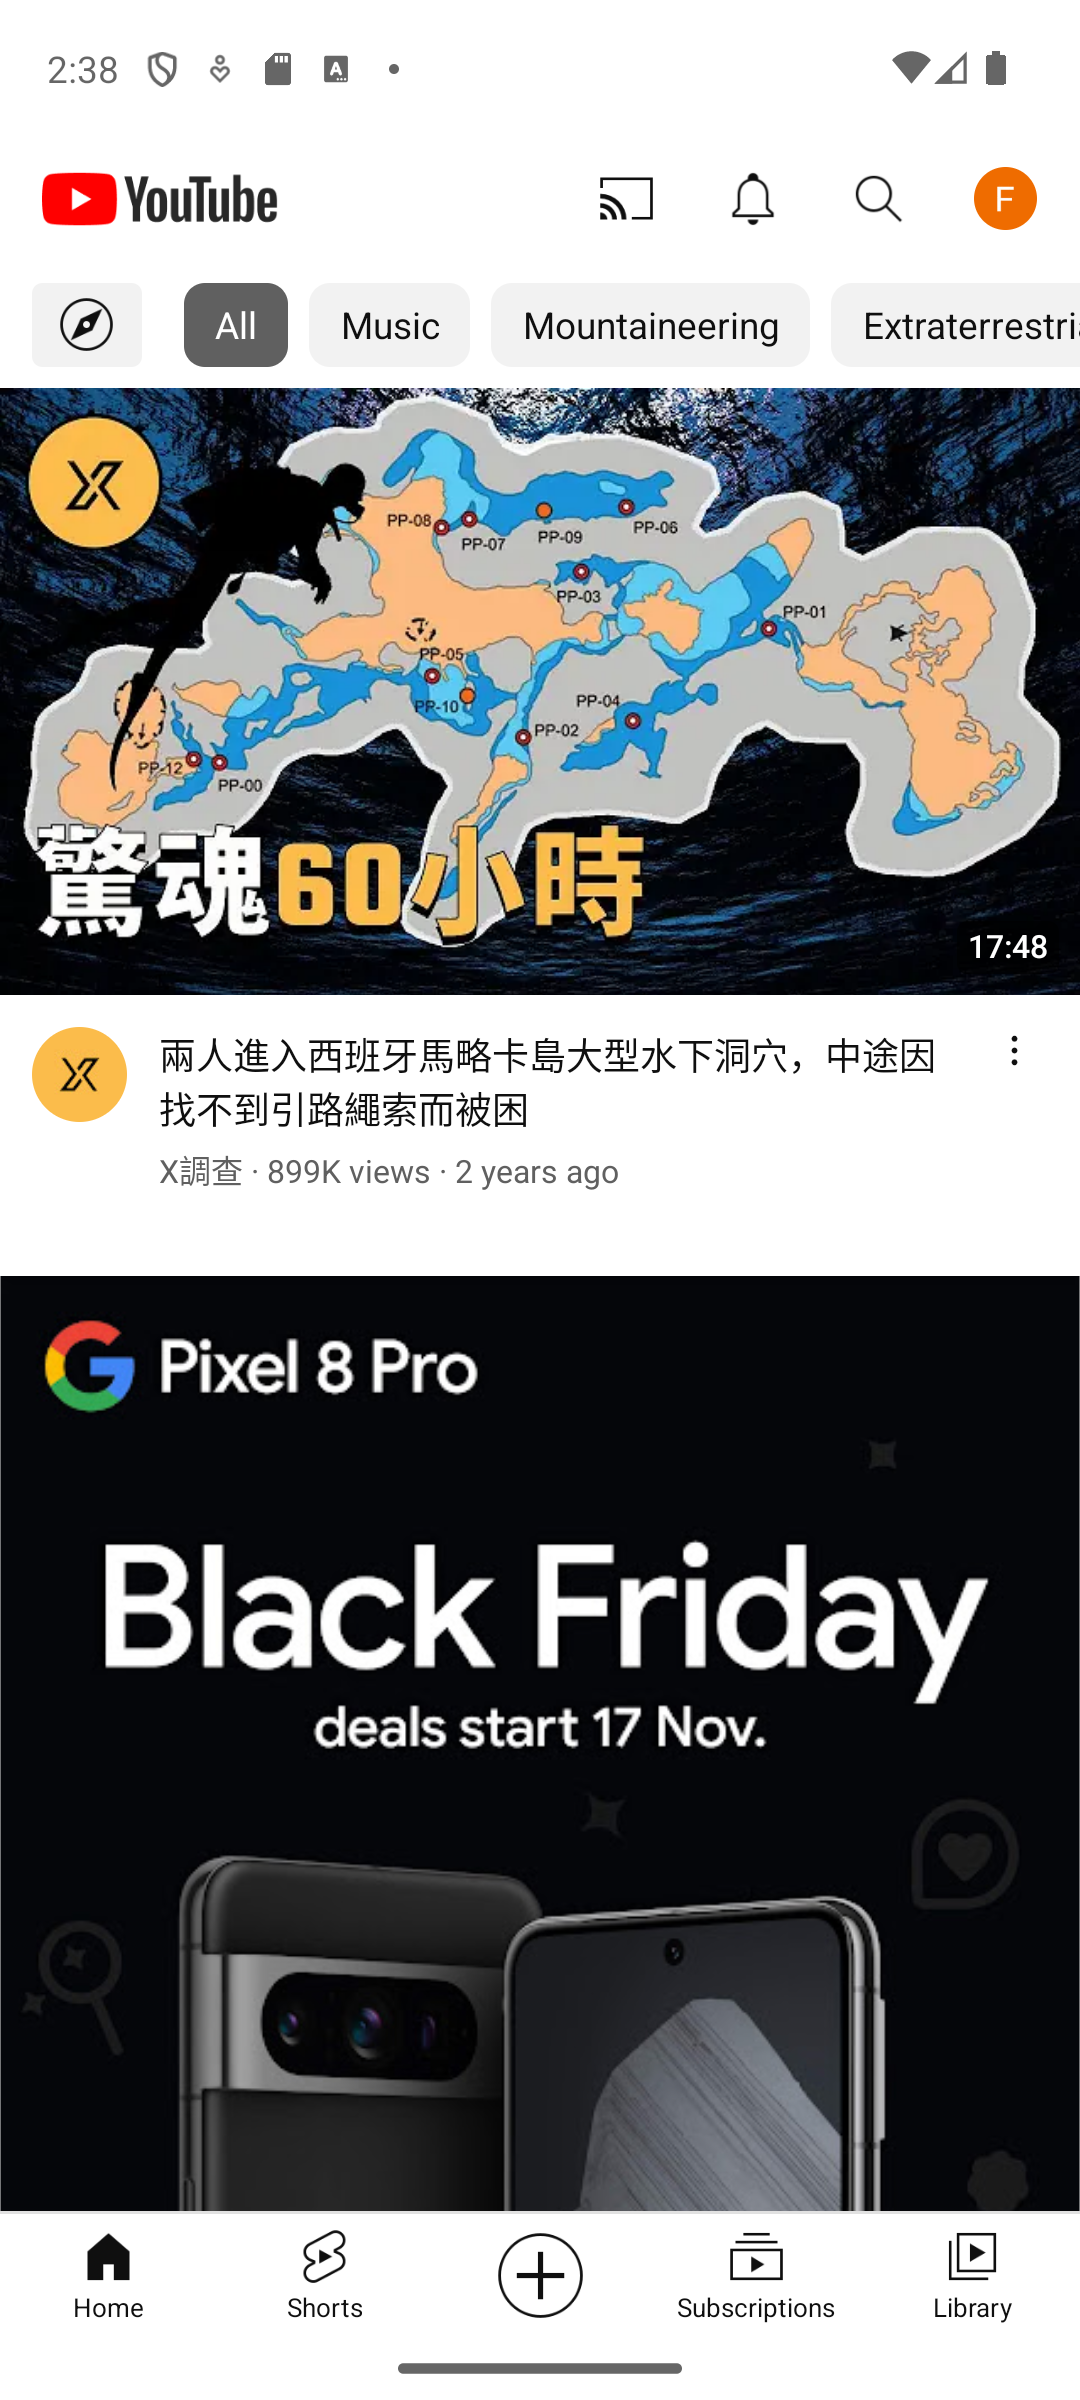 2:38
YouTube
F
All
Music
Mountaineering
Extraterrestri
PP-08
PP-07
PP-09
PP-06
PP-03
PP-01
PP-05
PP-10
PP-04
PP-02
PP-12
PP-00
驚魂60小時
17:48
兩人進入西班牙馬略卡島大型水下洞穴，中途因
找不到引路繩索而被困
X調查 · 899K views · 2 years ago
G Pixel 8 Pro
Black Friday
deals start 17 Nov.
Home
Shorts
Subscriptions
Library